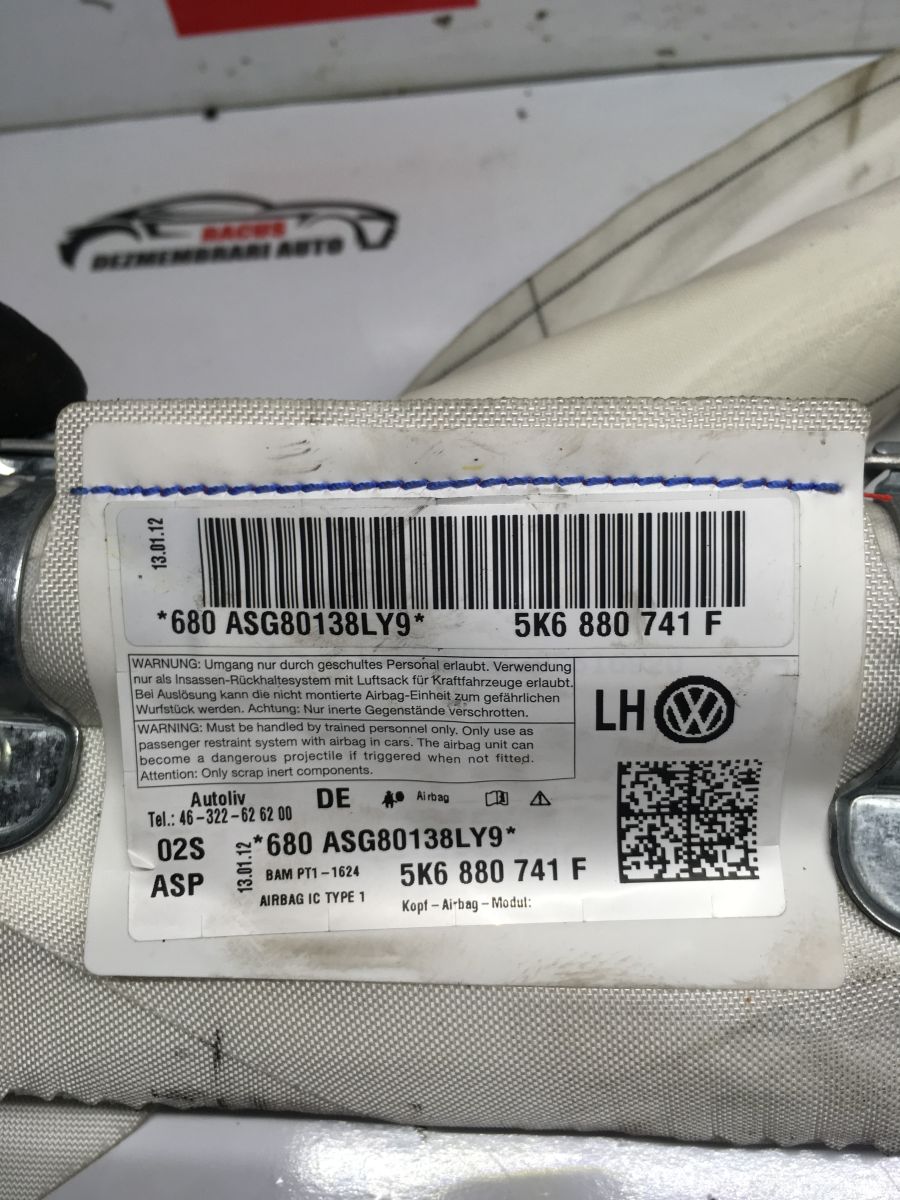 RACUS
DEZMEMBRARI AUTO
13.01.12
*680 ASG80138LY9* 5K6 880 741 F
WARNUNG: Umgang nur durch geschultes Personal erlaubt. Verwendung
nur als Insassen-Rückhaltesystem mit Luftsack für Kraftfahrzeuge erlaubt.
Bei Auslösung kann die nicht montierte Airbag-Einheit zum gefährlichen
Wurfstück werden. Achtung: Nur inerte Gegenstände verschrotten.
WARNING: Must be handled by trained personnel only. Only use as
passenger restraint system with airbag in cars. The airbag unit can
become a dangerous projectile if triggered when not fitted.
Attention: Only scrap inert components.
LH
Autoliv DE Airbag
Tel.: 46-322-62 62 00
02S *680 ASG80138LY9*
ASP 13.01.12 BAM PT1-1624 5K6 880 741 F
AIRBAG IC TYPE 1 Kopf-Airbag-Modul: